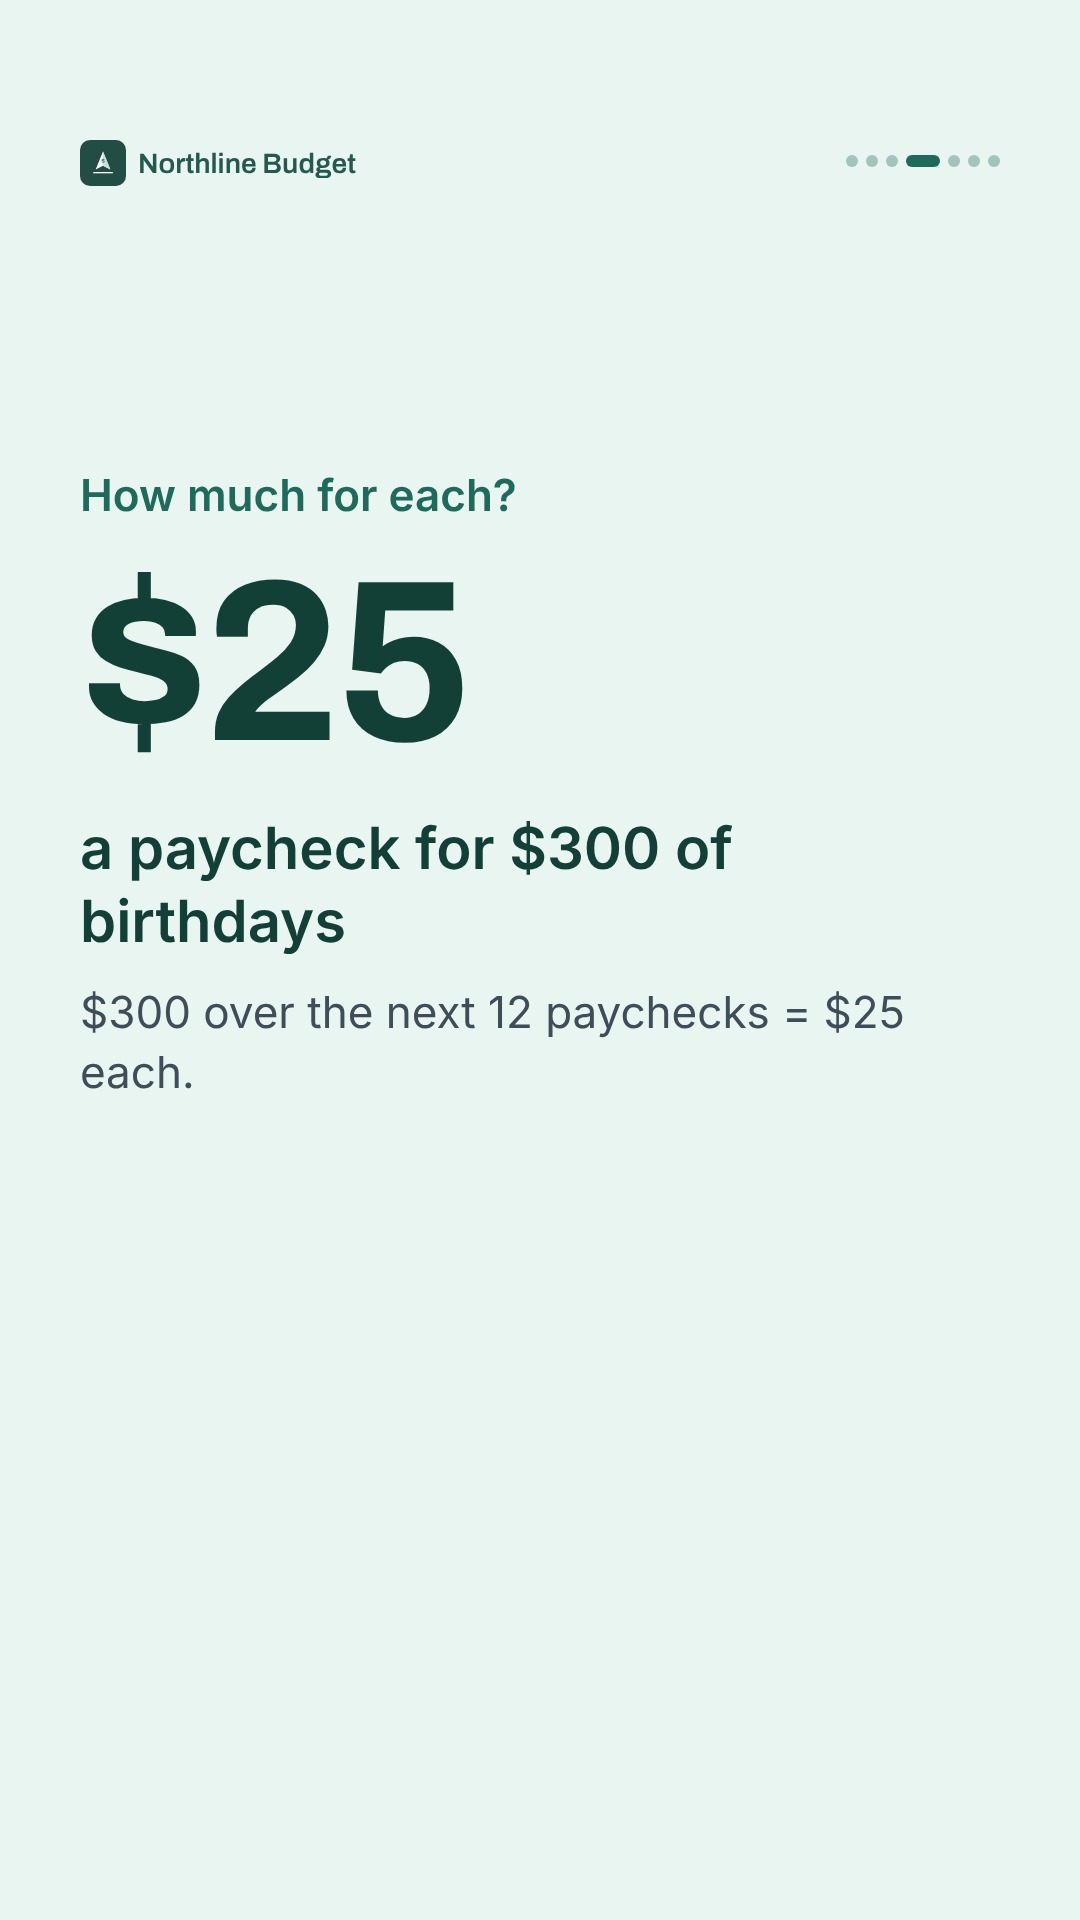 Northline Budget
How much for each?
$25
a paycheck for $300 of
birthdays
$300 over the next 12 paychecks = $25
each.